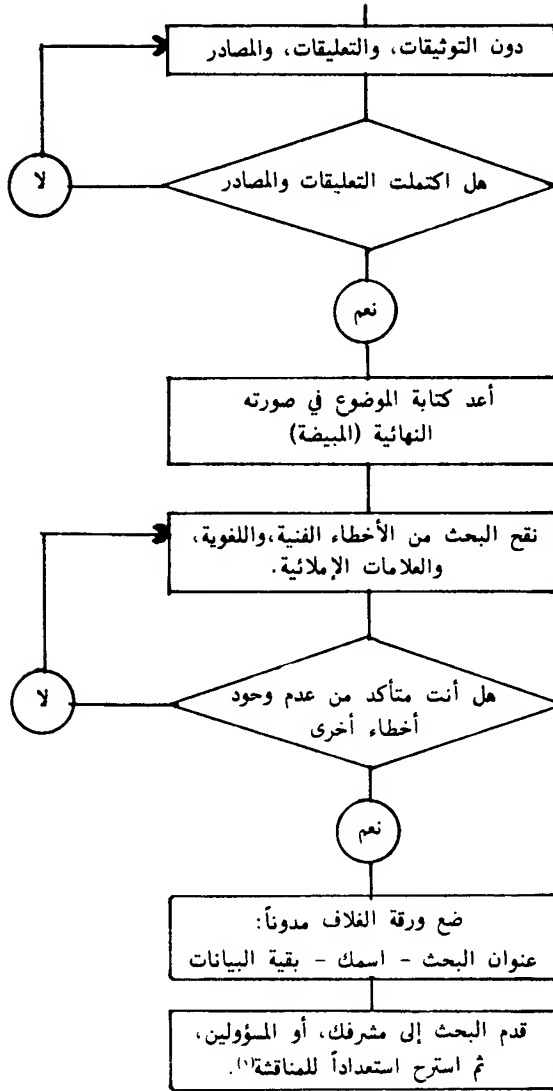 دون التوثيقات، والتعليقات، والمصادر
هل اكتملت التعليقات والمصادر
لا
نعم
أعد كتابة الموضوع في صورته
النهائية (المبيضة)
نقح البحث من الأخطاء الفنية،واللغوية،
والعلامات الإملائية.
هل أنت متأكد من عدم وجود
أخطاء أخرى
لا
نعم
ضع ورقة الغلاف مدوناً:
عنوان البحث - اسمك - بقية البيانات
قدم البحث إلى مشرفك، أو المسؤولين،
ثم استرح استعداداً للمناقشة(١).